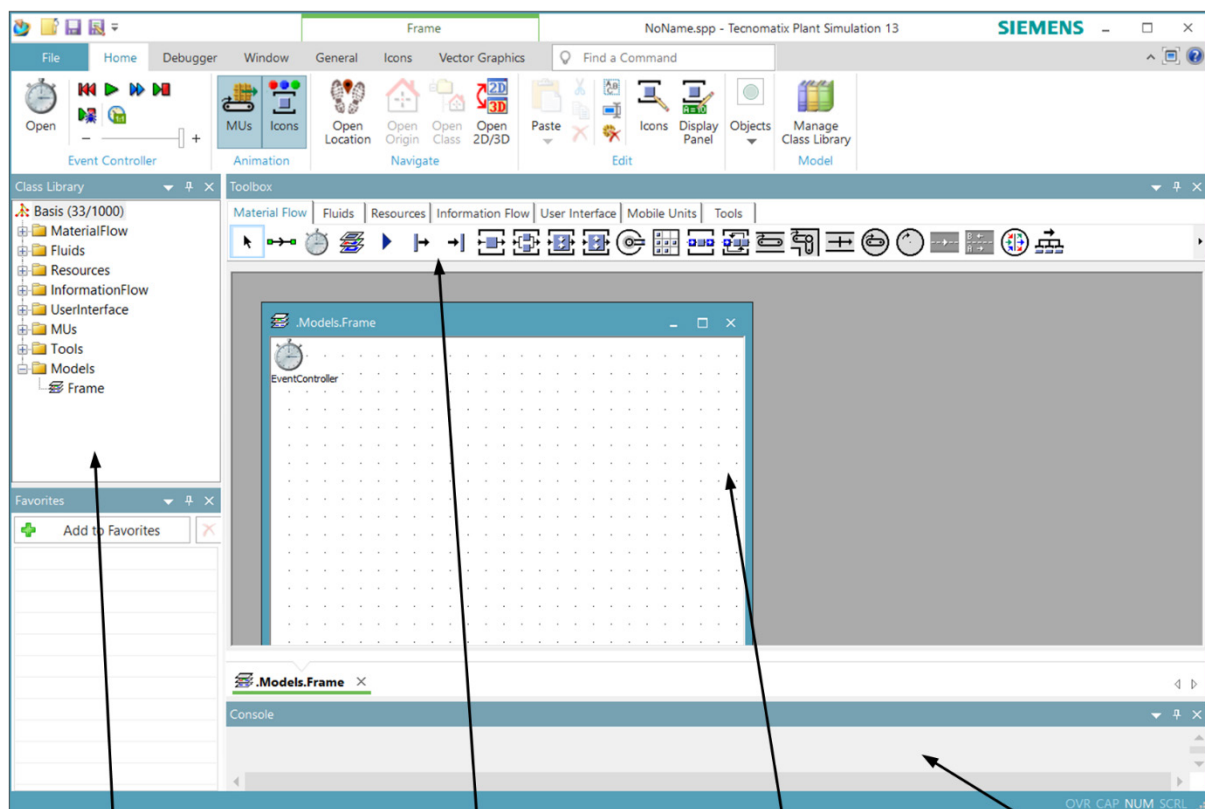 Frame
NoName.spp - Tecnomatix Plant Simulation 13
SIEMENS
File Home Debugger Window General Icons Vector Graphics Find a Command
2D
3D
Open MUs Icons Open Location Open Origin Open Class Open 2D/3D Paste Icons Display Panel Objects Manage Class Library
Event Controller Animation Navigate Edit Model
Class Library
Toolbox
Basis (33/1000)
MaterialFlow
Fluids
Resources
InformationFlow
UserInterface
MUs
Tools
Models
Frame
Material Flow Fluids Resources Information Flow User Interface Mobile Units Tools
.Models.Frame
EventController
Favorites
Add to Favorites
.Models.Frame
Console
OVR CAP NUM SCRL